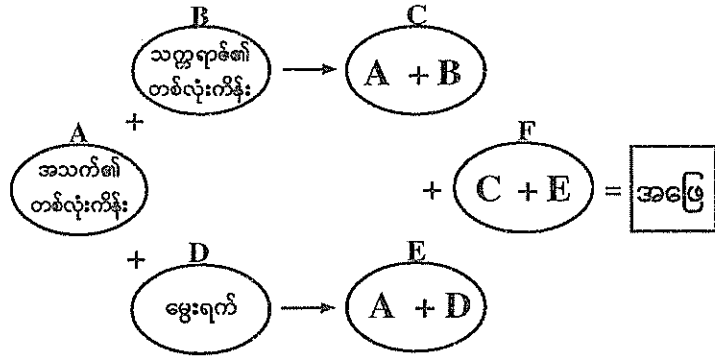 B
သက္ကရာဇ်၏
တစ်လုံးကိန်း
C
A + B
+
A
အသက်၏
တစ်လုံးကိန်း
F
+ C + E = အဖြေ
+
D
မွေးရက်
E
A + D